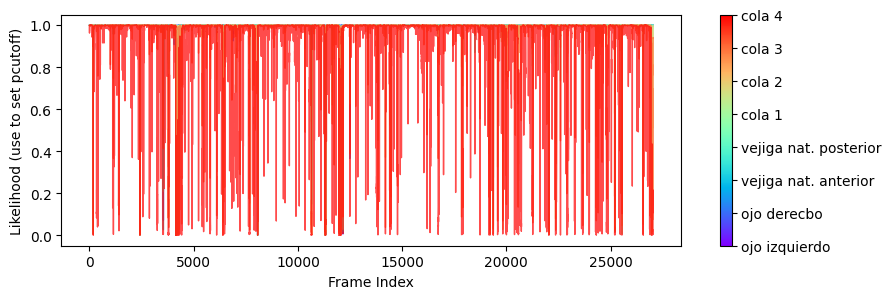 Likelihood (use to set pcutoff)
1.0
0.8
0.6
0.4
0.2
0.0
0
5000
10000
15000
20000
25000
Frame Index
cola 4
cola 3
cola 2
cola 1
vejiga nat. posterior
vejiga nat. anterior
ojo derecbo
ojo izquierdo